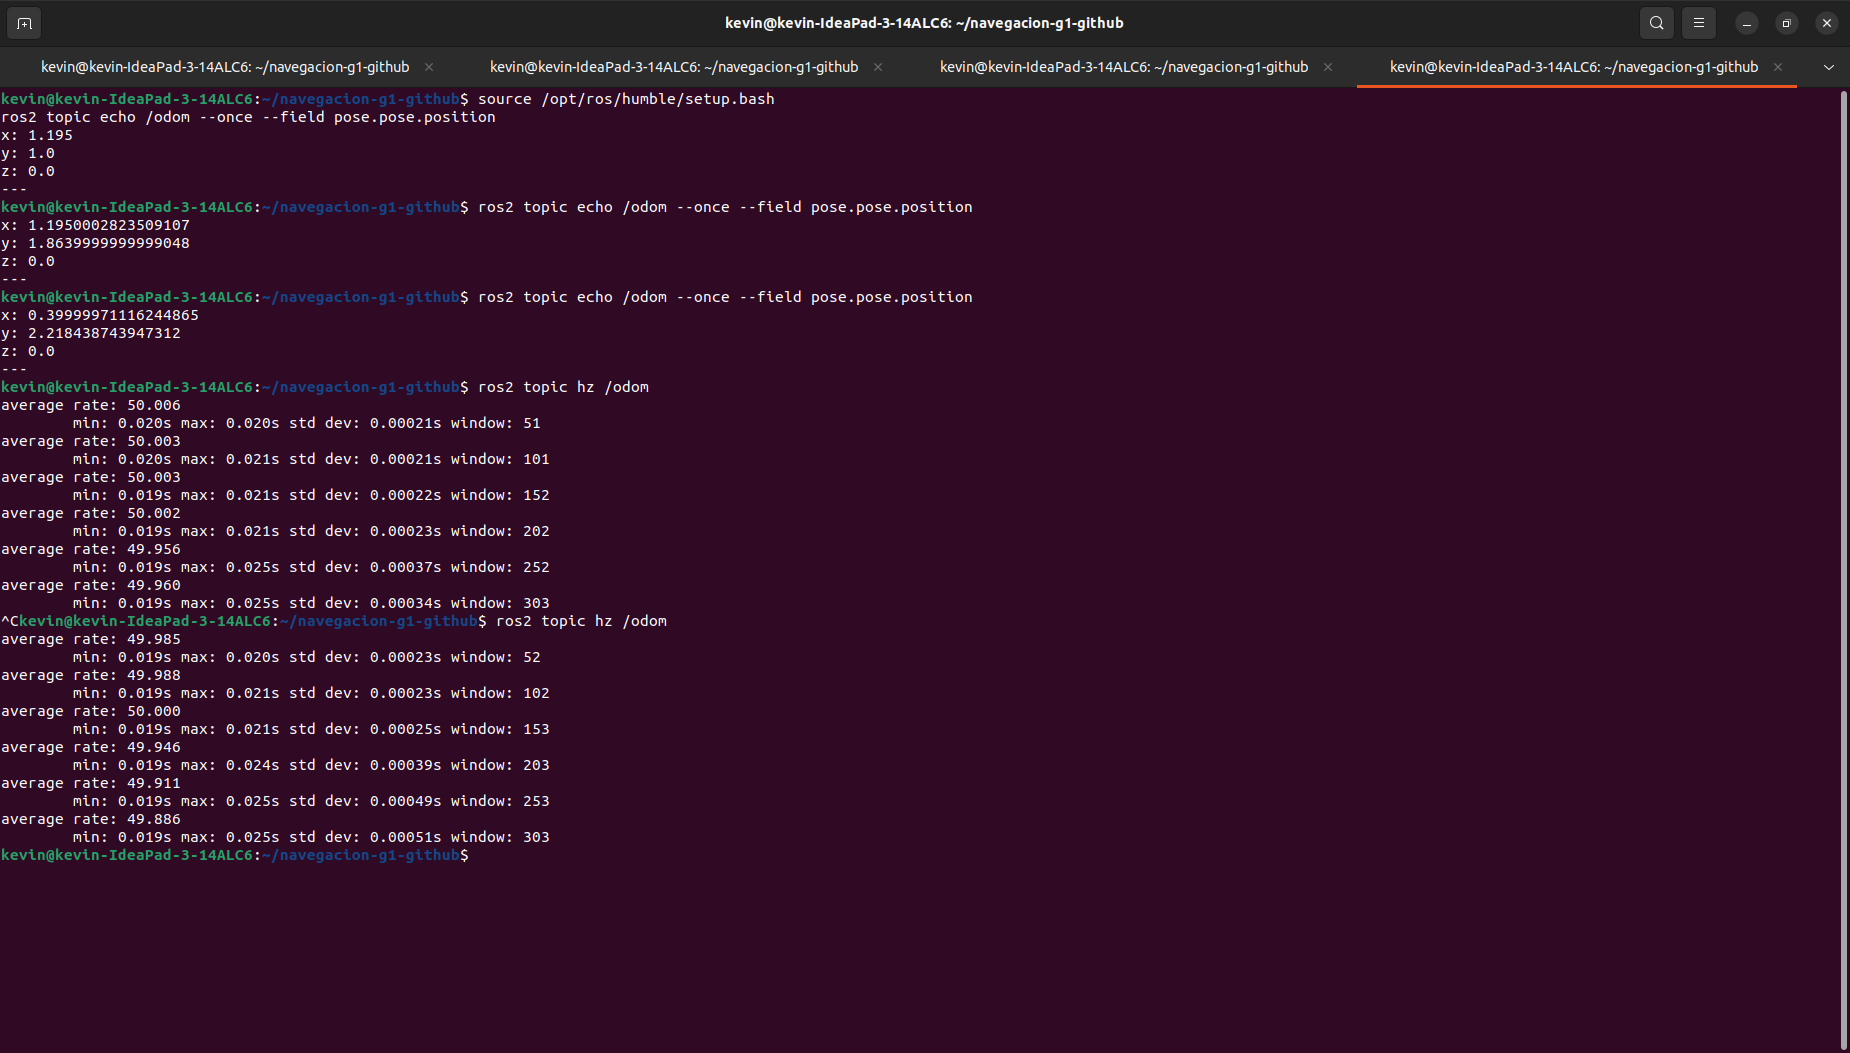 kevin@kevin-IdeaPad-3-14ALC6: ~/navegacion-g1-github
kevin@kevin-IdeaPad-3-14ALC6: ~/navegacion-g1-github × kevin@kevin-IdeaPad-3-14ALC6: ~/navegacion-g1-github × kevin@kevin-IdeaPad-3-14ALC6: ~/navegacion-g1-github × kevin@kevin-IdeaPad-3-14ALC6: ~/navegacion-g1-github ×
kevin@kevin-IdeaPad-3-14ALC6:~/navegacion-g1-github$ source /opt/ros/humble/setup.bash
ros2 topic echo /odom --once --field pose.pose.position
x: 1.195
y: 1.0
z: 0.0
---
kevin@kevin-IdeaPad-3-14ALC6:~/navegacion-g1-github$ ros2 topic echo /odom --once --field pose.pose.position
x: 1.1950002823509107
y: 1.8639999999999048
z: 0.0
---
kevin@kevin-IdeaPad-3-14ALC6:~/navegacion-g1-github$ ros2 topic echo /odom --once --field pose.pose.position
x: 0.39999971116244865
y: 2.218438743947312
z: 0.0
---
kevin@kevin-IdeaPad-3-14ALC6:~/navegacion-g1-github$ ros2 topic hz /odom
average rate: 50.006
        min: 0.020s max: 0.020s std dev: 0.00021s window: 51
average rate: 50.003
        min: 0.020s max: 0.021s std dev: 0.00021s window: 101
average rate: 50.003
        min: 0.019s max: 0.021s std dev: 0.00022s window: 152
average rate: 50.002
        min: 0.019s max: 0.021s std dev: 0.00023s window: 202
average rate: 49.956
        min: 0.019s max: 0.025s std dev: 0.00037s window: 252
average rate: 49.960
        min: 0.019s max: 0.025s std dev: 0.00034s window: 303
^Ckevin@kevin-IdeaPad-3-14ALC6:~/navegacion-g1-github$ ros2 topic hz /odom
average rate: 49.985
        min: 0.019s max: 0.020s std dev: 0.00023s window: 52
average rate: 49.988
        min: 0.019s max: 0.021s std dev: 0.00023s window: 102
average rate: 50.000
        min: 0.019s max: 0.021s std dev: 0.00025s window: 153
average rate: 49.946
        min: 0.019s max: 0.024s std dev: 0.00039s window: 203
average rate: 49.911
        min: 0.019s max: 0.025s std dev: 0.00049s window: 253
average rate: 49.886
        min: 0.019s max: 0.025s std dev: 0.00051s window: 303
kevin@kevin-IdeaPad-3-14ALC6:~/navegacion-g1-github$